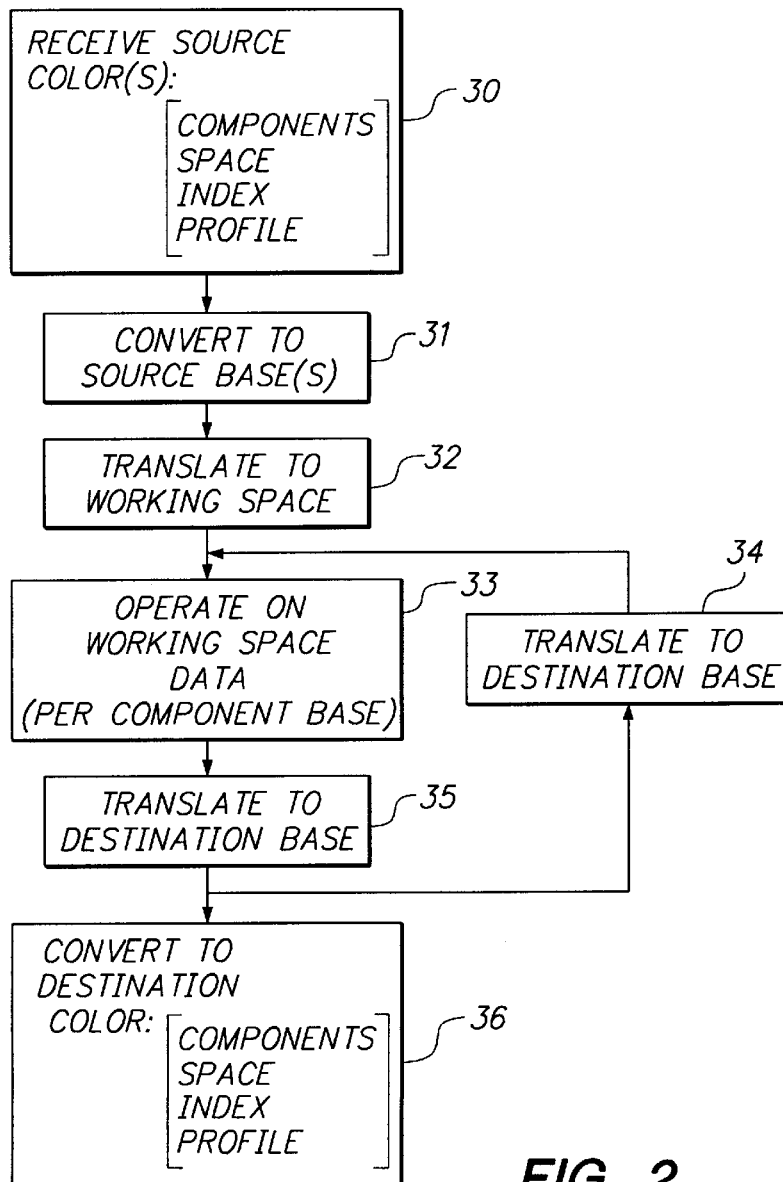 RECEIVE SOURCE
COLOR(S):
COMPONENTS
SPACE
INDEX
PROFILE
30
CONVERT TO
SOURCE BASE(S)
31
TRANSLATE TO
WORKING SPACE
32
OPERATE ON
WORKING SPACE
DATA
(PER COMPONENT BASE)
33
TRANSLATE TO
DESTINATION BASE
34
TRANSLATE TO
DESTINATION BASE
35
CONVERT TO
DESTINATION
COLOR:
COMPONENTS
SPACE
INDEX
PROFILE
36
FIG. 2